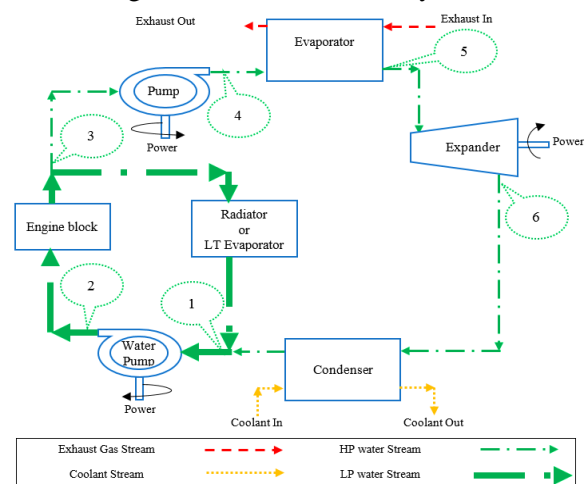 Exhaust Out
Exhaust In
Evaporator
5
Pump
4
3
Power
Expander
Power
6
Engine block
Radiator
or
LT Evaporator
2
1
Water
Pump
Condenser
Power
Coolant In
Coolant Out
Exhaust Gas Stream
HP water Stream
Coolant Stream
LP water Stream